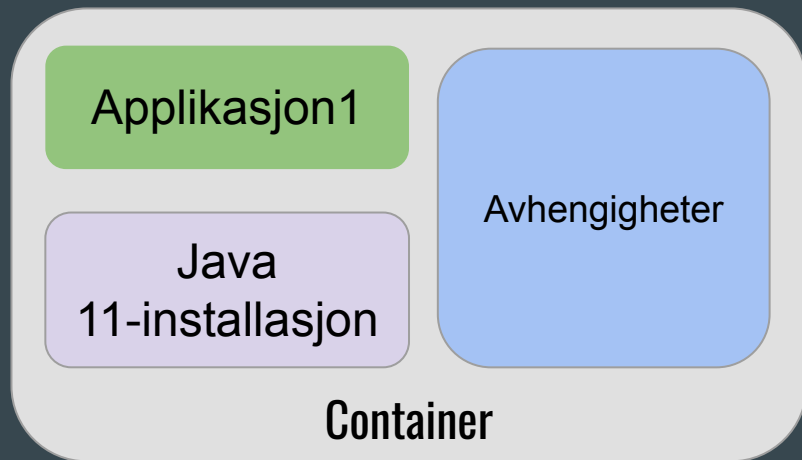 Applikasjon1
Java
11-installasjon
Avhengigheter
Container